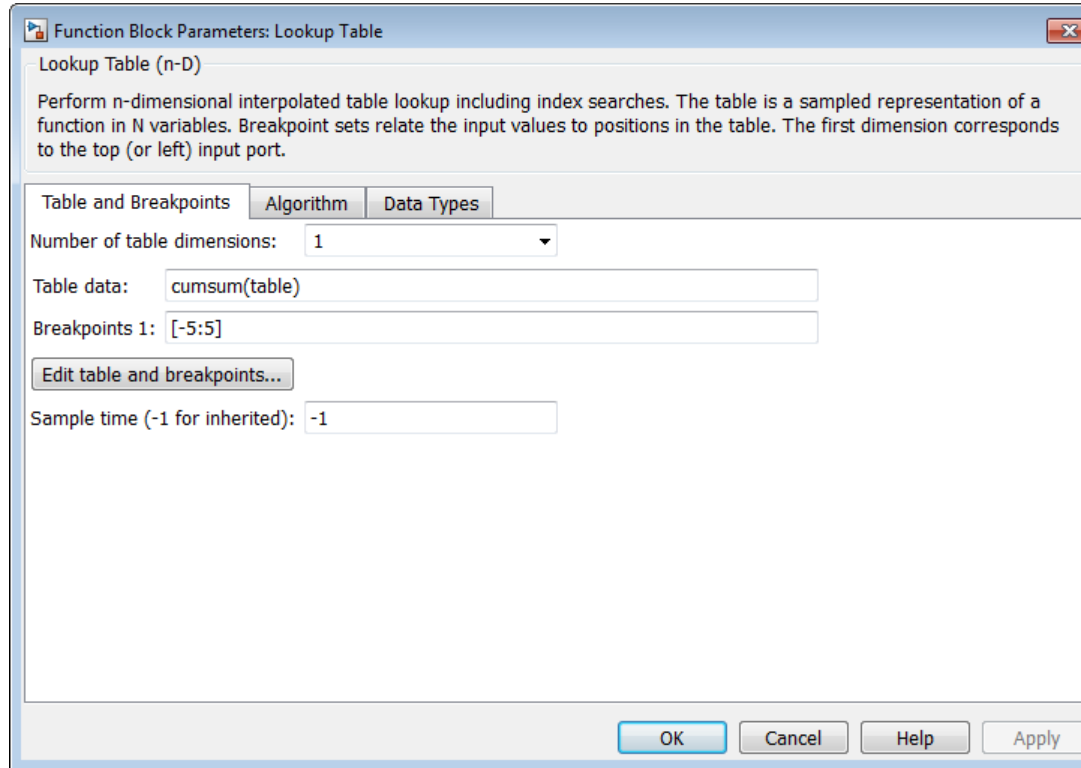 Function Block Parameters: Lookup Table
Lookup Table (n-D)
Perform n-dimensional interpolated table lookup including index searches. The table is a sampled representation of a
function in N variables. Breakpoint sets relate the input values to positions in the table. The first dimension corresponds
to the top (or left) input port.
Table and Breakpoints Algorithm Data Types
Number of table dimensions: 1
Table data: cumsum(table)
Breakpoints 1: [-5:5]
Edit table and breakpoints...
Sample time (-1 for inherited): -1
OK Cancel Help Apply